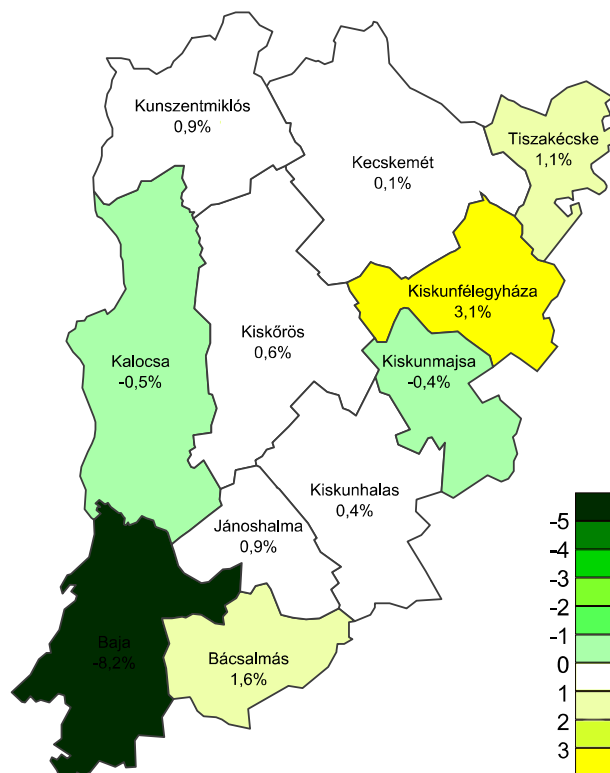 Kunszentmiklós
0,9%
Kecskemét
0,1%
Tiszakécske
1,1%
Kiskunfélegyháza
3,1%
Kiskőrös
0,6%
Kalocsa
-0,5%
Kiskunmajsa
-0,4%
Kiskunhalas
0,4%
Jánoshalma
0,9%
Baja
-8,2%
Bácsalmás
1,6%
-5
-4
-3
-2
-1
0
1
2
3